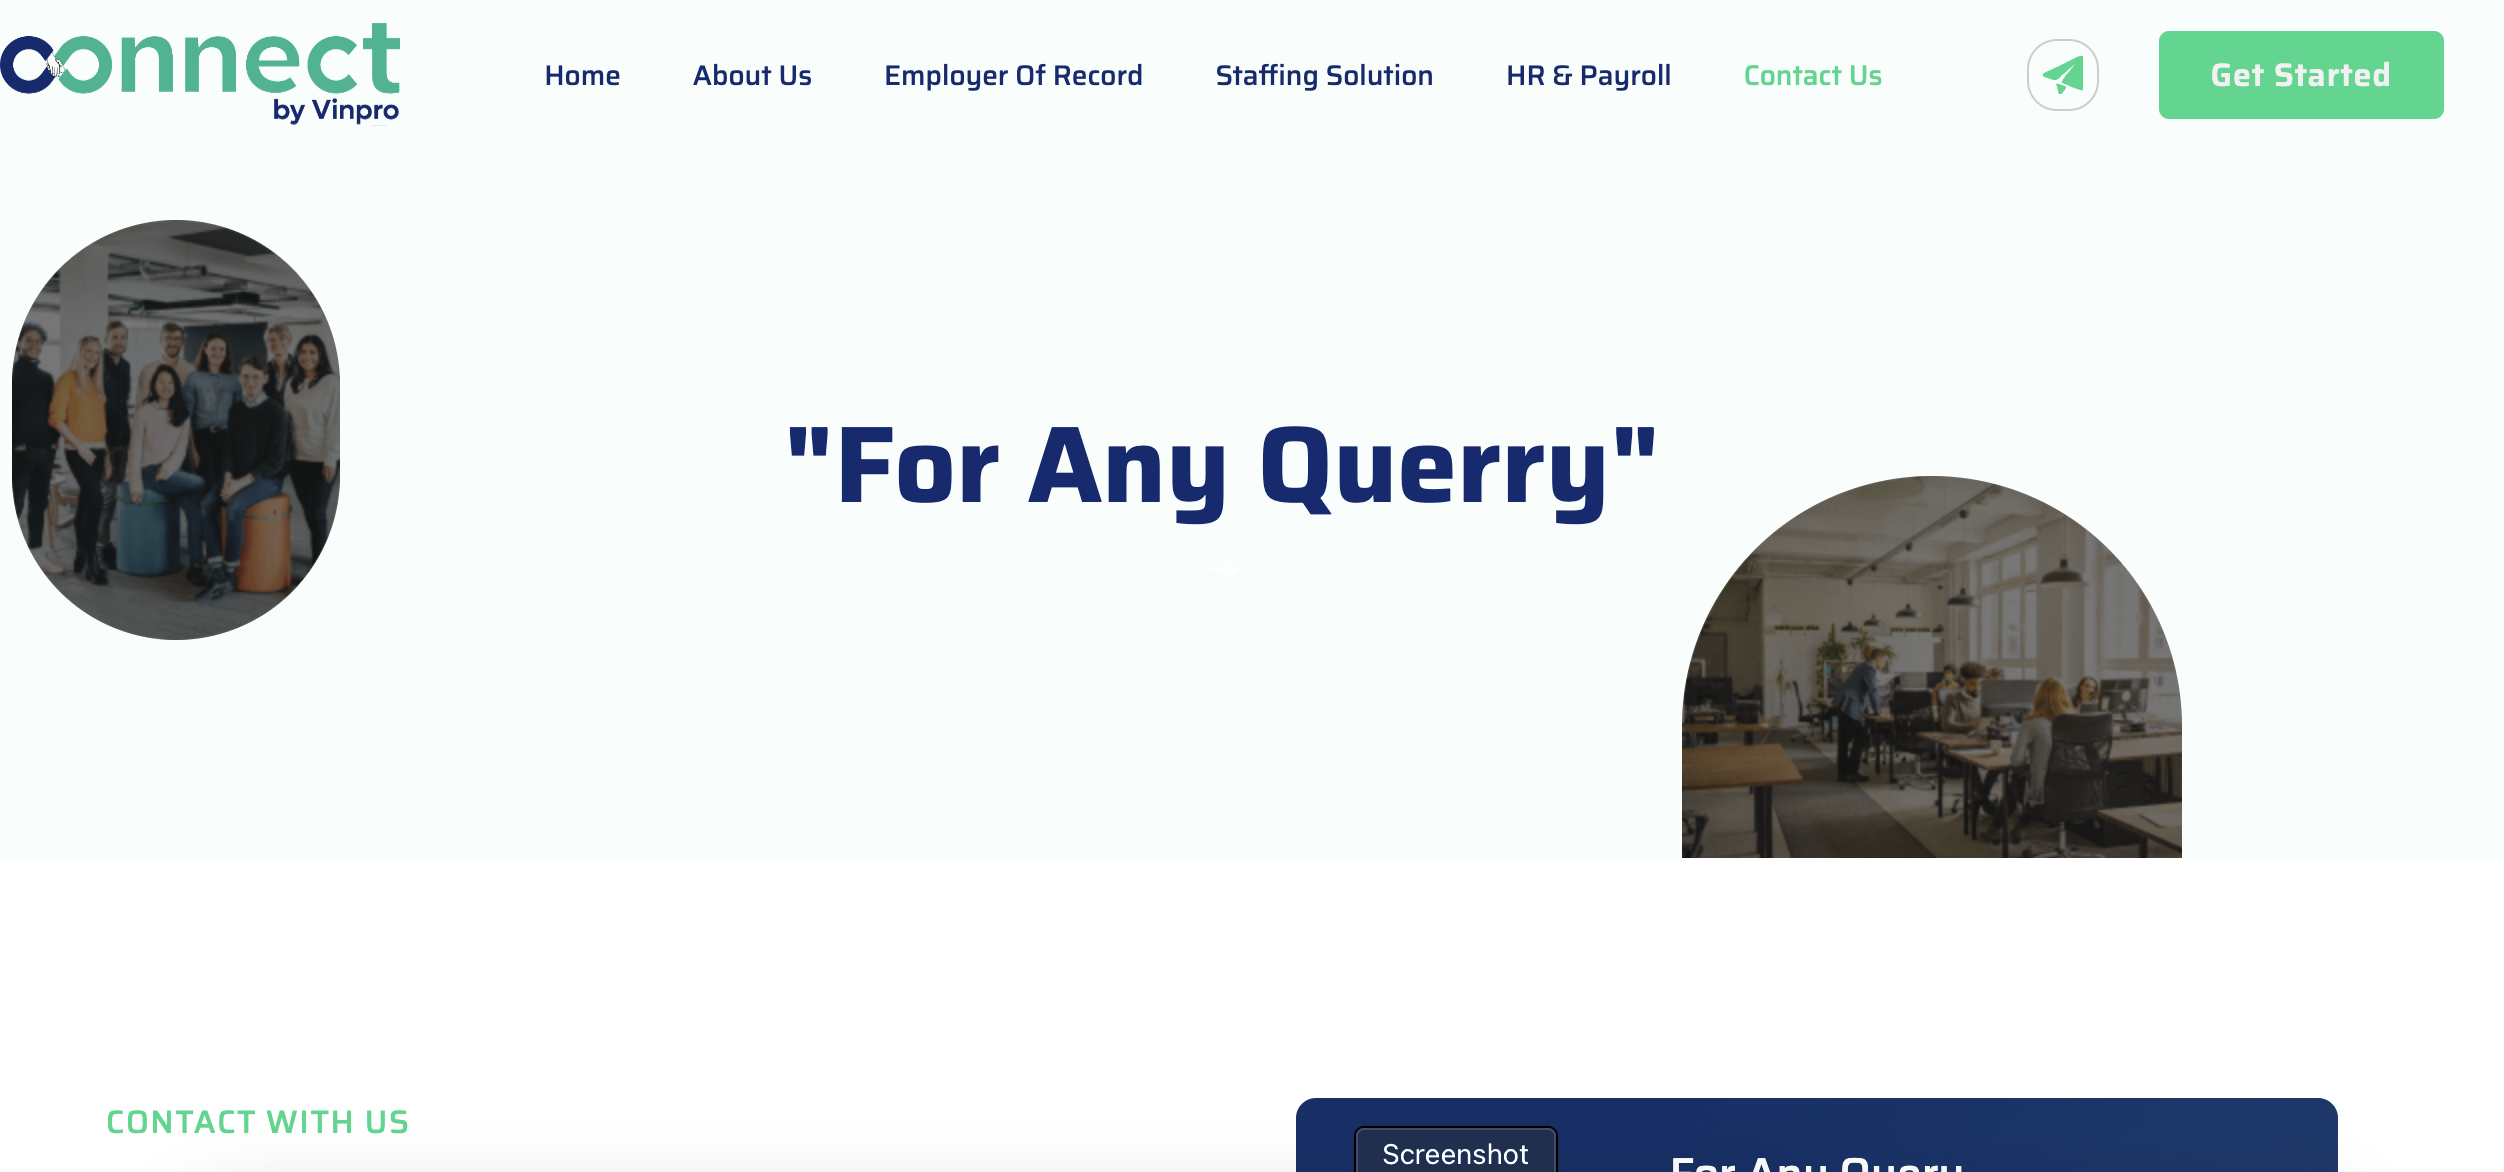 connect
by Vinpro
Home
About Us
Employer Of Record
Staffing Solution
HR & Payroll
Contact Us
Get Started
"For Any Querry"
CONTACT WITH US
Screenshot
For Any Query